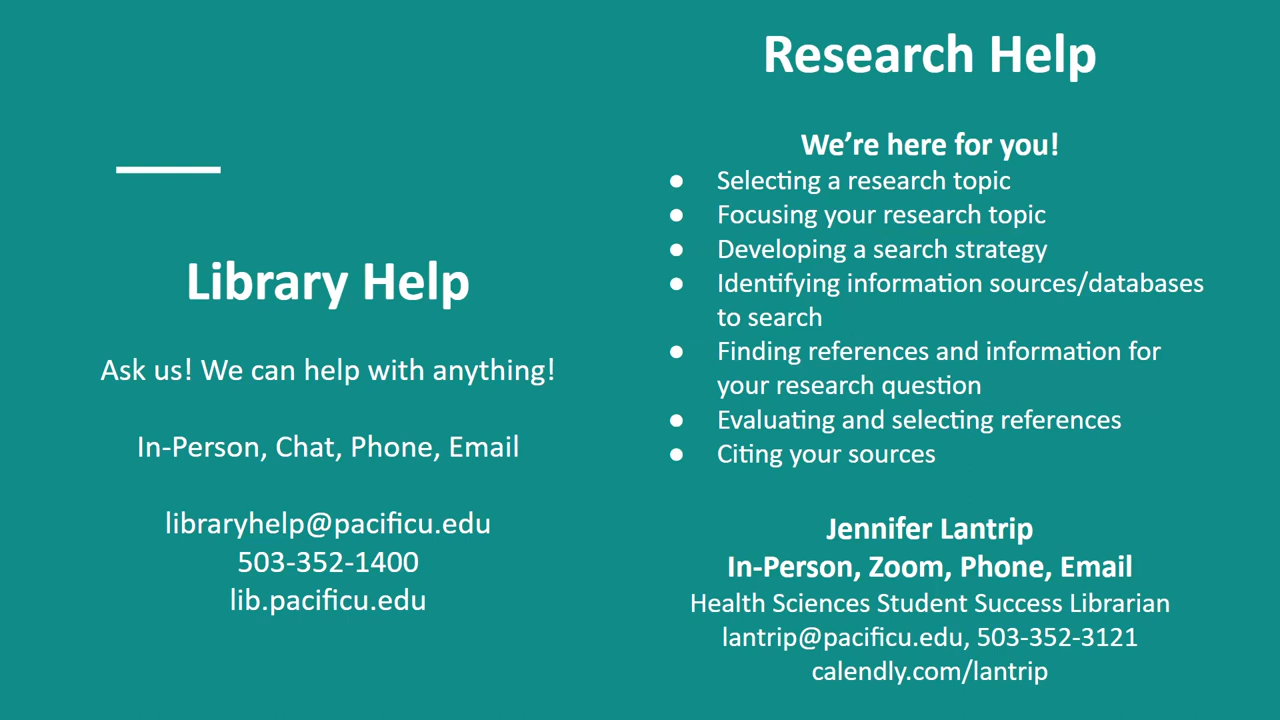 Library Help
Ask us! We can help with anything!
In-Person, Chat, Phone, Email
libraryhelp@pacificu.edu
503-352-1400
lib.pacificu.edu
Research Help
We’re here for you!
● Selecting a research topic
● Focusing your research topic
● Developing a search strategy
● Identifying information sources/databases
to search
● Finding references and information for
your research question
● Evaluating and selecting references
● Citing your sources
Jennifer Lantrip
In-Person, Zoom, Phone, Email
Health Sciences Student Success Librarian
lantrip@pacificu.edu, 503-352-3121
calendly.com/lantrip